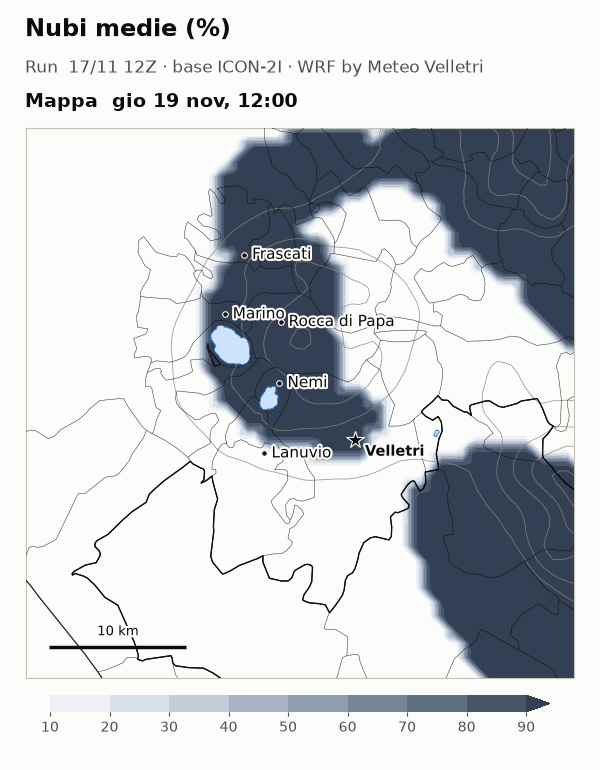 Nubi medie (%)
Run  17/11 12Z · base ICON-2I · WRF by Meteo Velletri
Mappa  gio 19 nov, 12:00
Frascati
Marino
Rocca di Papa
Nemi
Velletri
Lanuvio
10 km
10 20 30 40 50 60 70 80 90